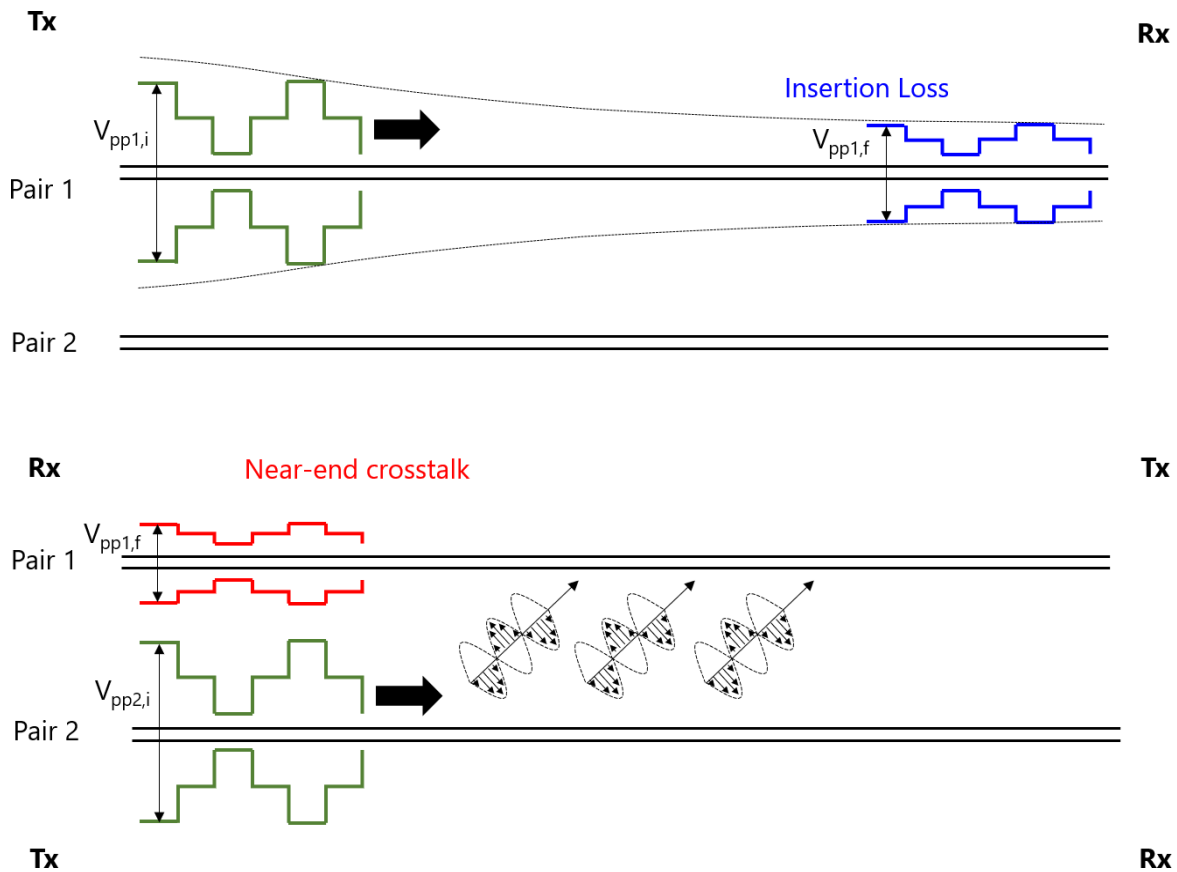 Tx
Rx
Insertion Loss
Vpp1,i
Vpp1,f
Pair 1
Pair 2
Rx
Near-end crosstalk
Tx
Vpp1,f
Pair 1
Vpp2,i
Pair 2
Tx
Rx